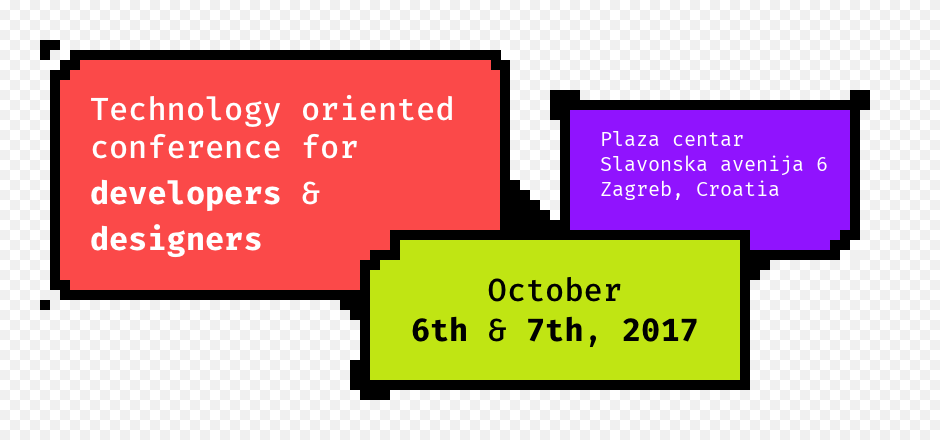 Technology oriented
conference for
developers &
designers
Plaza centar
Slavonska avenija 6
Zagreb, Croatia
October
6th & 7th, 2017